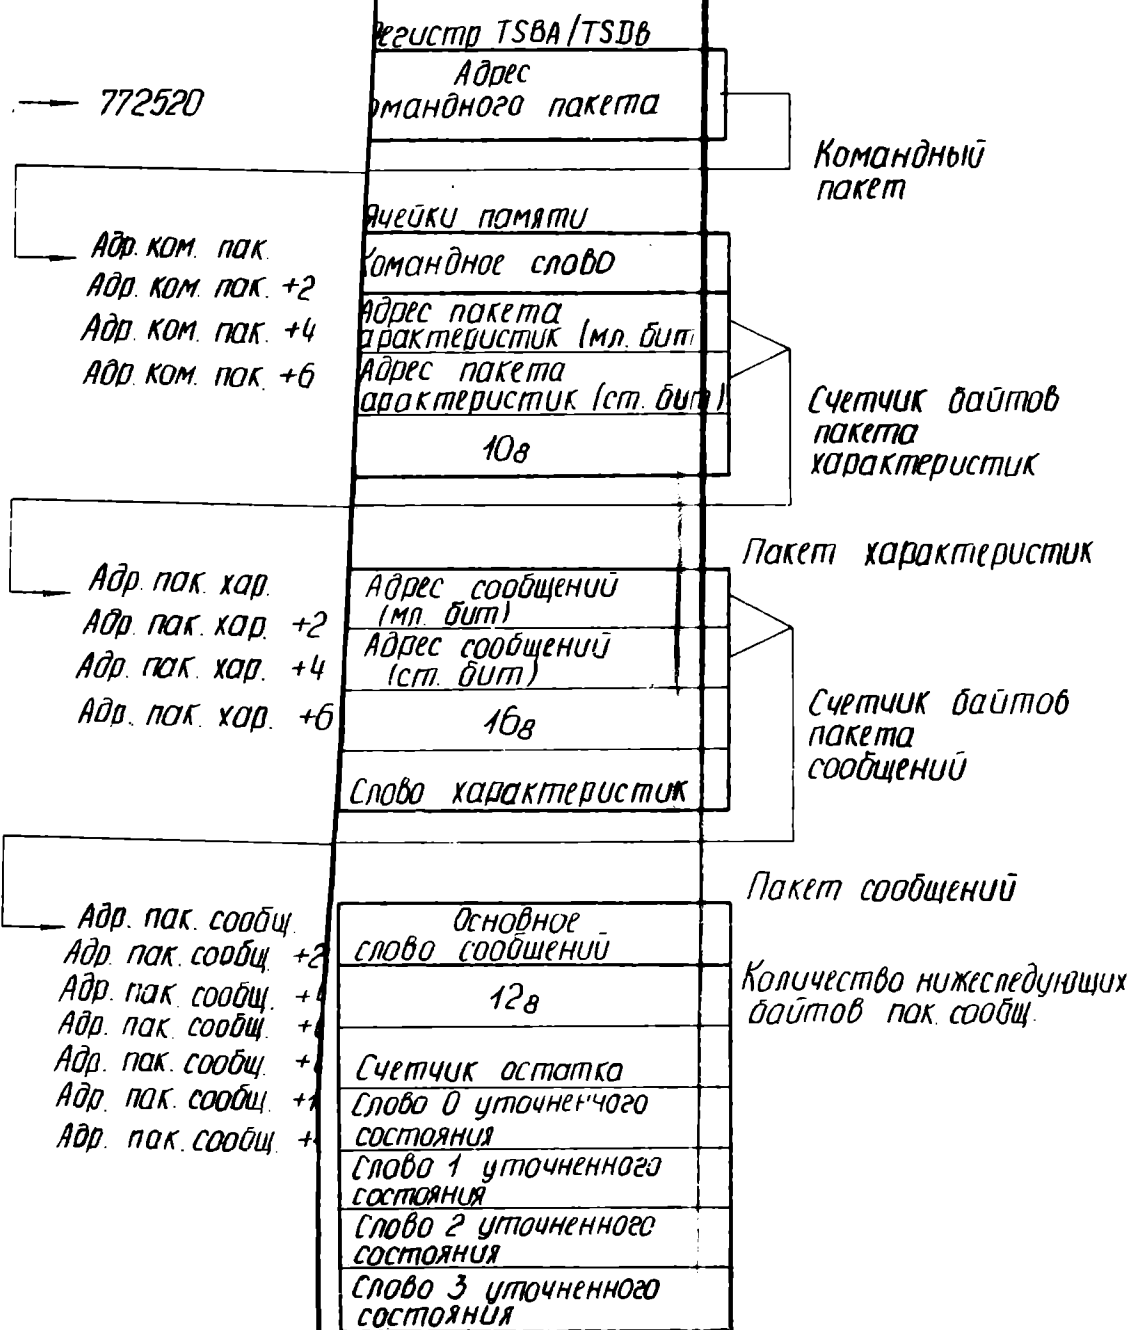 Регистр TSBA/TSDB
772520
Адрес
командного пакета
Командный
пакет
Ячейки памяти
Адр. ком. пак.
Адр. ком. пак. +2
Адр. ком. пак. +4
Адр. ком. пак. +6
Командное слово
Адрес пакета
характеристик (мл. бит)
Адрес пакета
характеристик (ст. бит)
10₈
Счетчик байтов
пакета
характеристик
Пакет характеристик
Адр. пак. хар.
Адр. пак. хар. +2
Адр. пак. хар. +4
Адр. пак. хар. +6
Адрес сообщений
(мл. бит)
Адрес сообщений
(ст. бит)
16₈
Слово характеристик
Счетчик байтов
пакета
сообщений
Пакет сообщений
Адр. пак. сообщ.
Адр. пак. сообщ. +2
Адр. пак. сообщ. +
Адр. пак. сообщ. +
Адр. пак. сообщ. +
Адр. пак. сообщ. +1
Адр. пак. сообщ. +
Основное
слово сообщений
12₈
Счетчик остатка
Слово 0 уточненного
состояния
Слово 1 уточненного
состояния
Слово 2 уточненного
состояния
Слово 3 уточненного
состояния
Количество нижеследующих
байтов пак. сообщ.